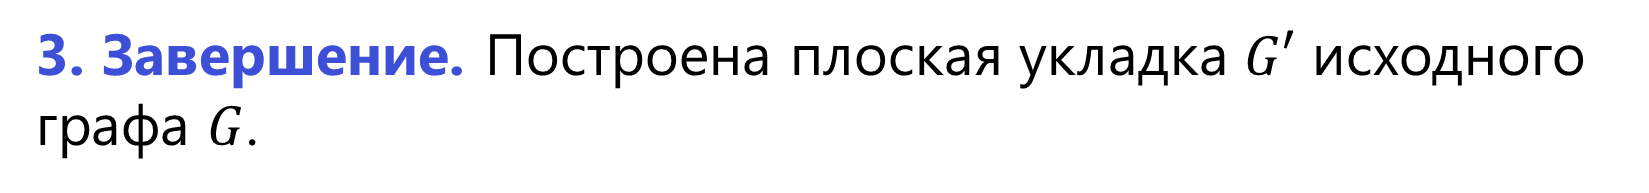 3. Завершение. Построена плоская укладка G′ исходного
графа G.